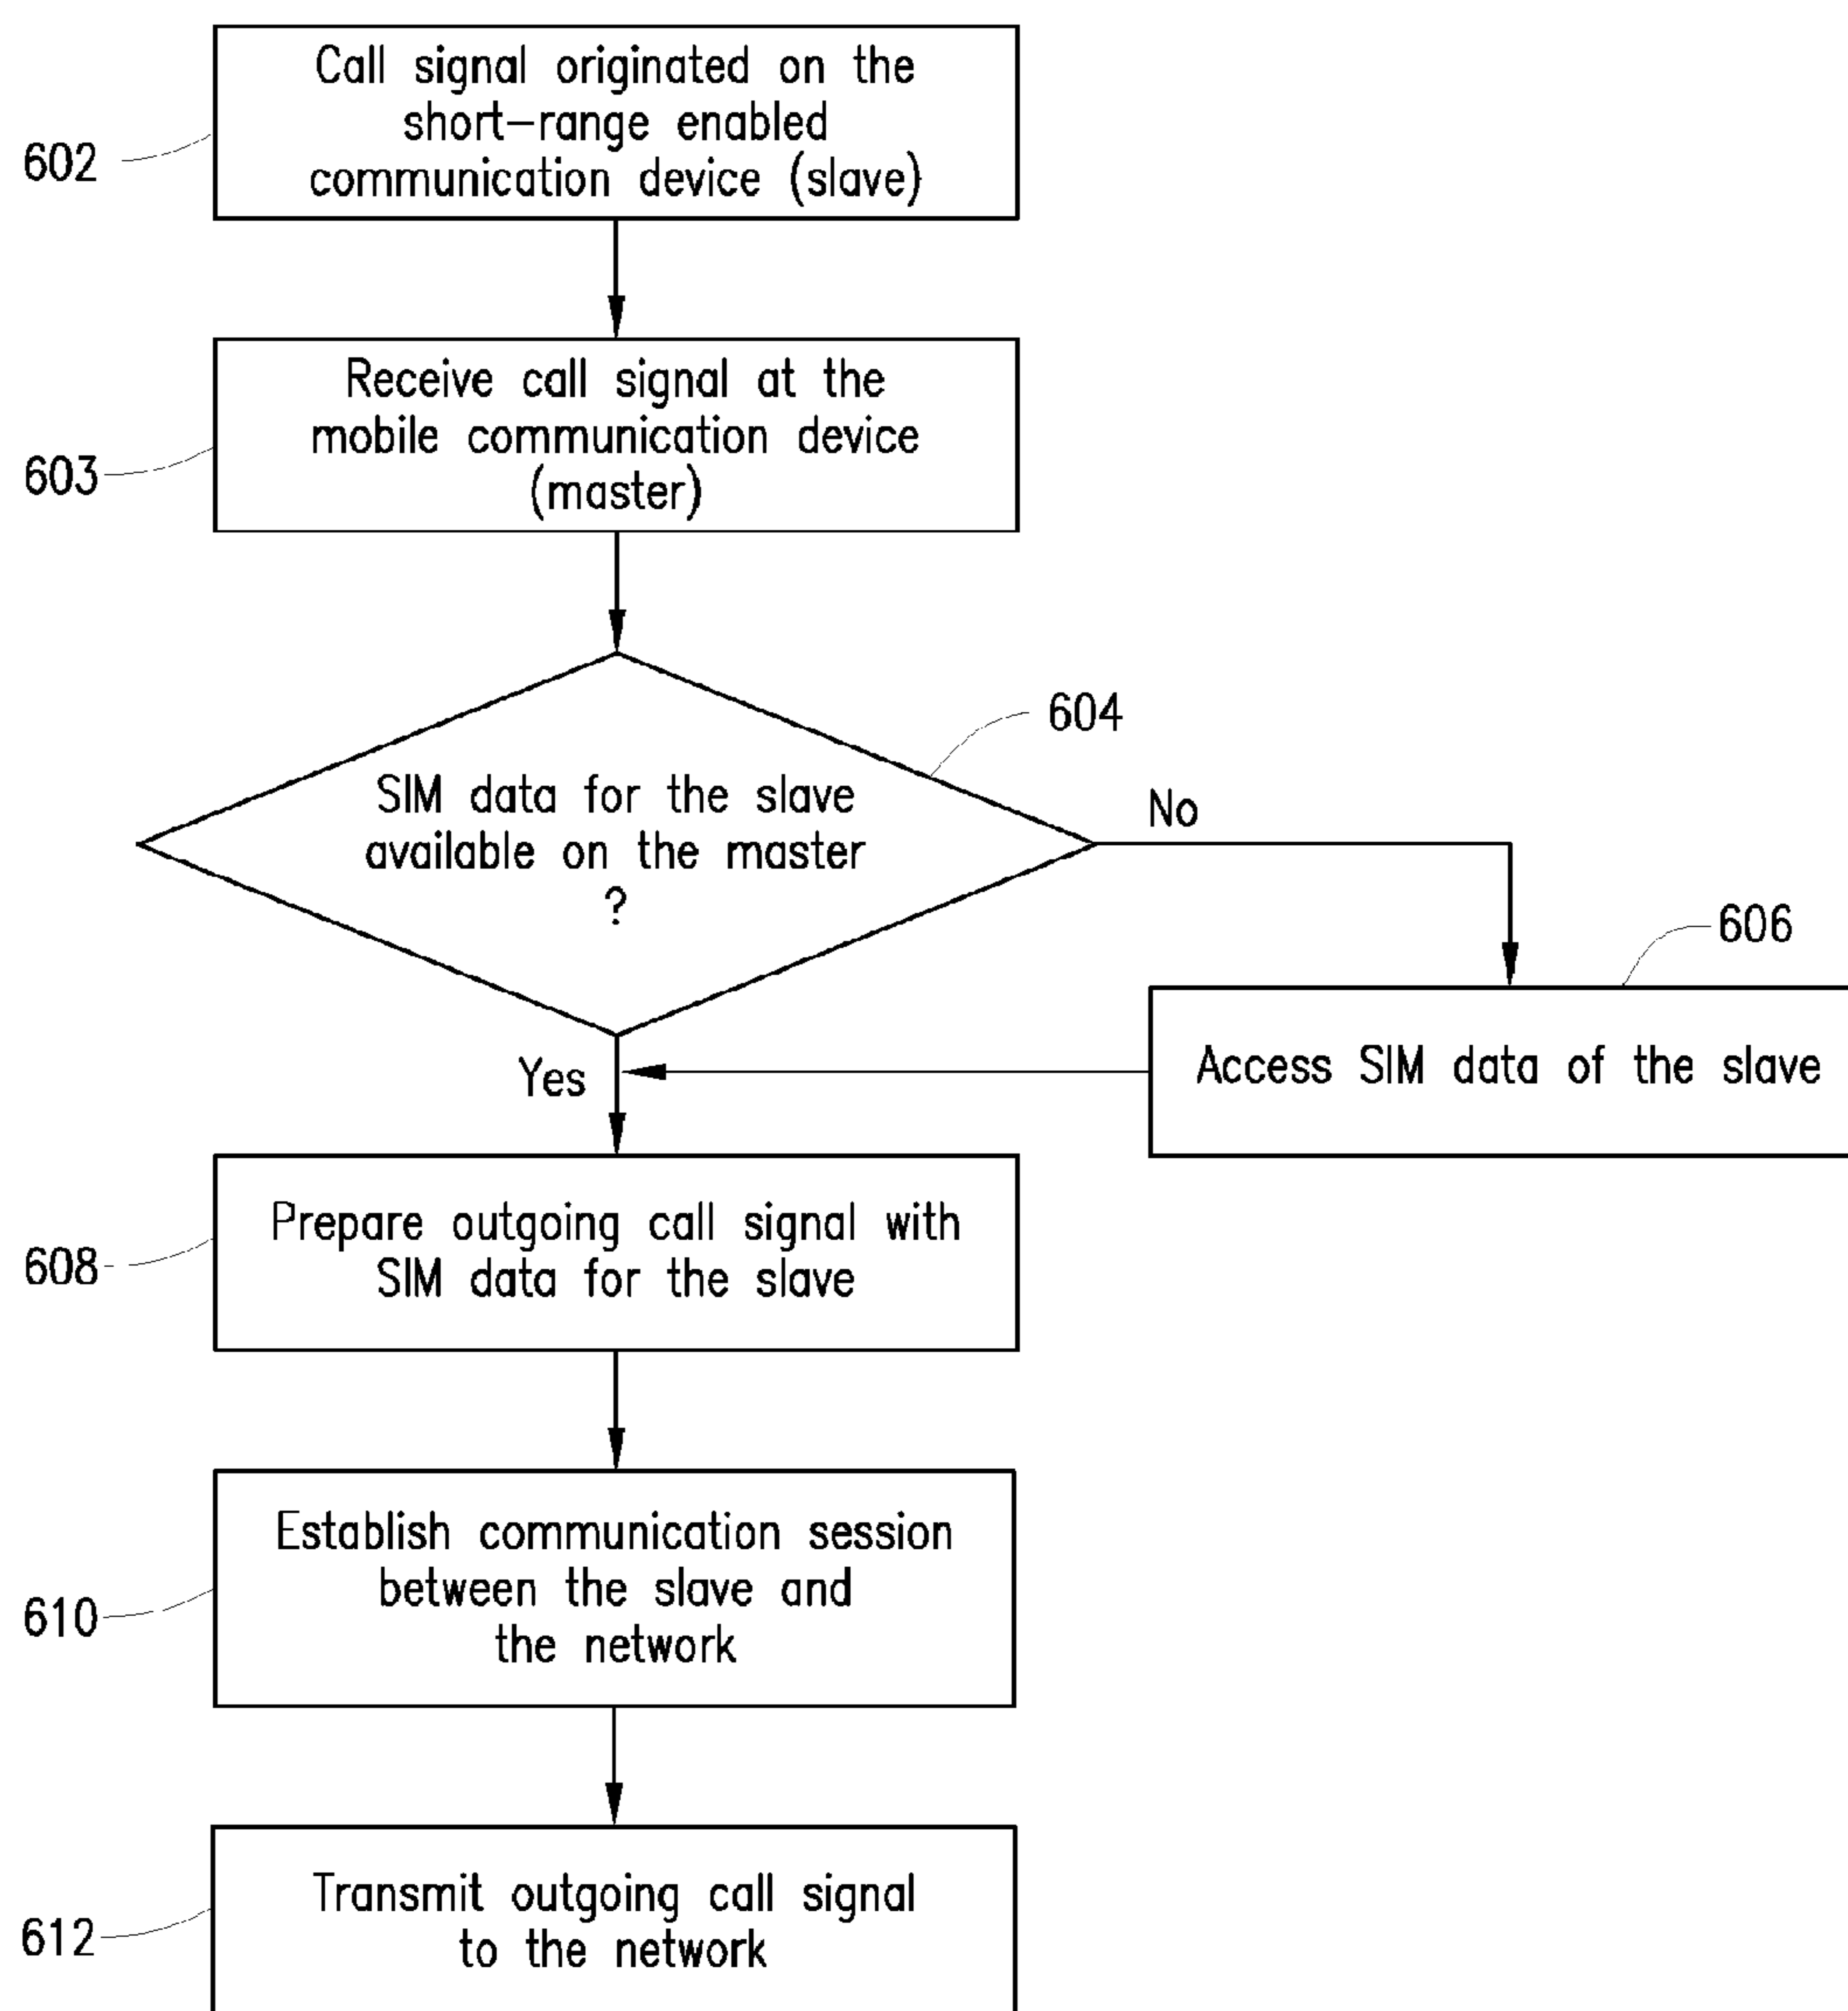 Call signal originated on the
short-range enabled
communication device (slave)
602
Receive call signal at the
mobile communication device
(master)
603
604
SIM data for the slave
available on the master
?
No
606
Access SIM data of the slave
Yes
Prepare outgoing call signal with
SIM data for the slave
608
Establish communication session
between the slave and
the network
610
Transmit outgoing call signal
to the network
612